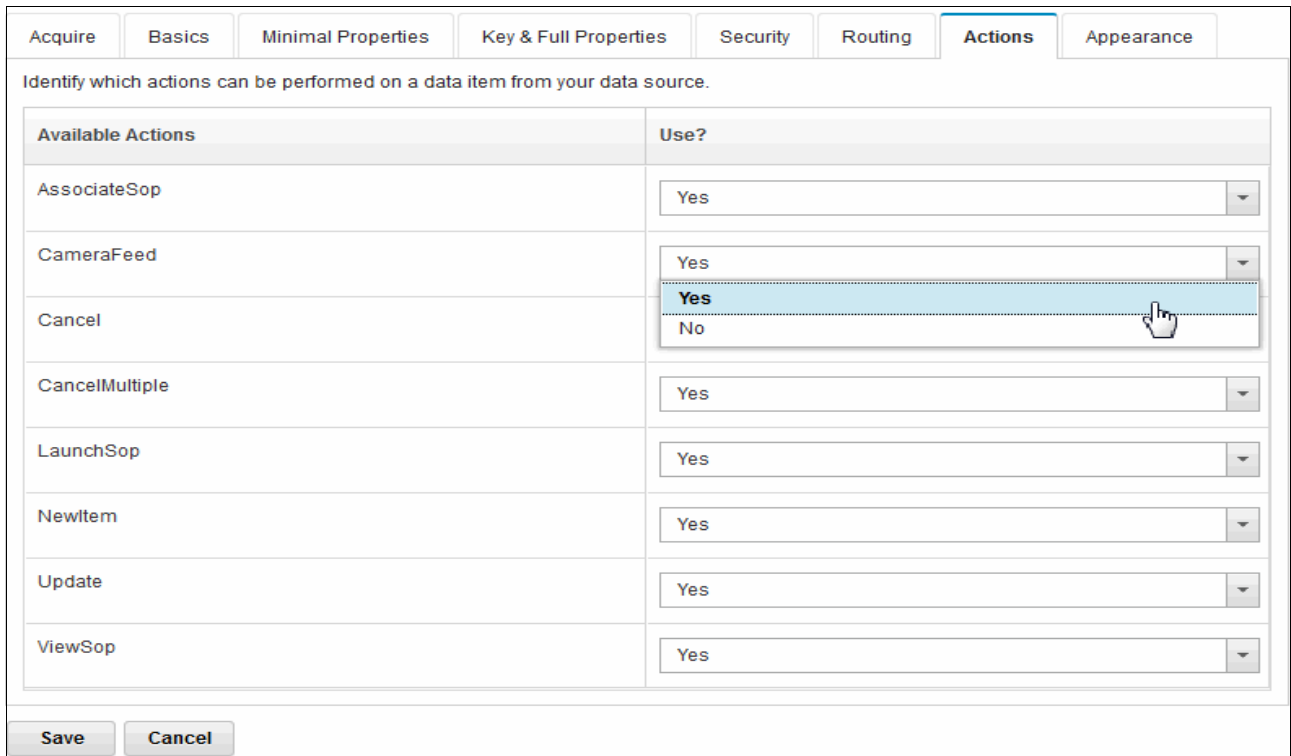 Acquire Basics Minimal Properties Key & Full Properties Security Routing Actions Appearance
Identify which actions can be performed on a data item from your data source.
Available Actions Use?
AssociateSop Yes
CameraFeed Yes
Yes
Cancel No
CancelMultiple Yes
LaunchSop Yes
NewItem Yes
Update Yes
ViewSop Yes
Save Cancel